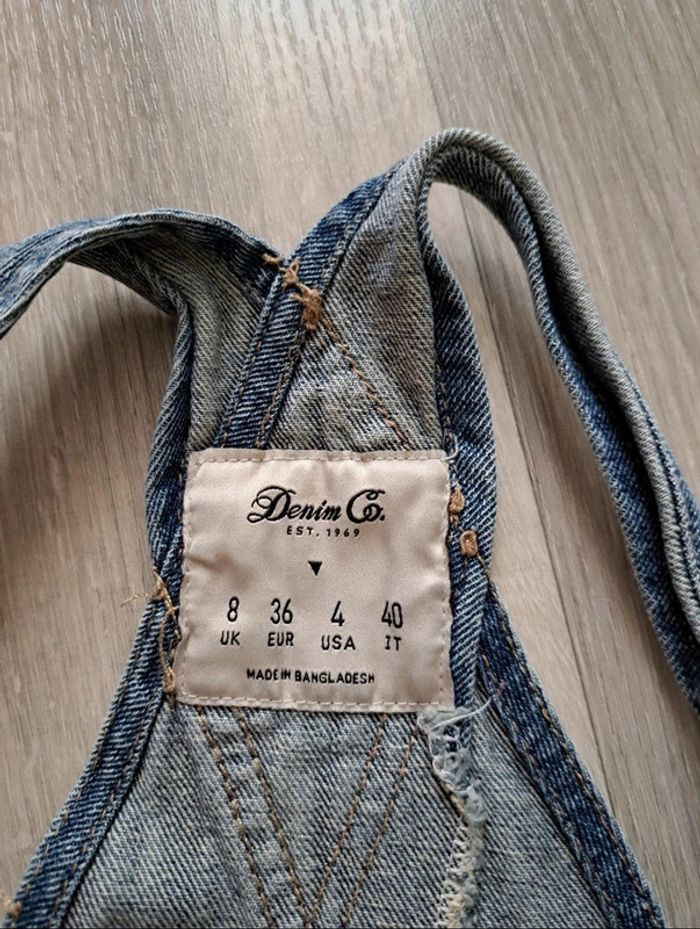 Denim Co.
EST. 1969
8 36 4 40
UK EUR USA IT
MADE IN BANGLADESH